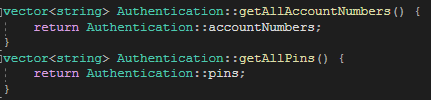 vector<string> Authentication::getAllAccountNumbers() {
return Authentication::accountNumbers;
}
vector<string> Authentication::getAllPins() {
return Authentication::pins;
}